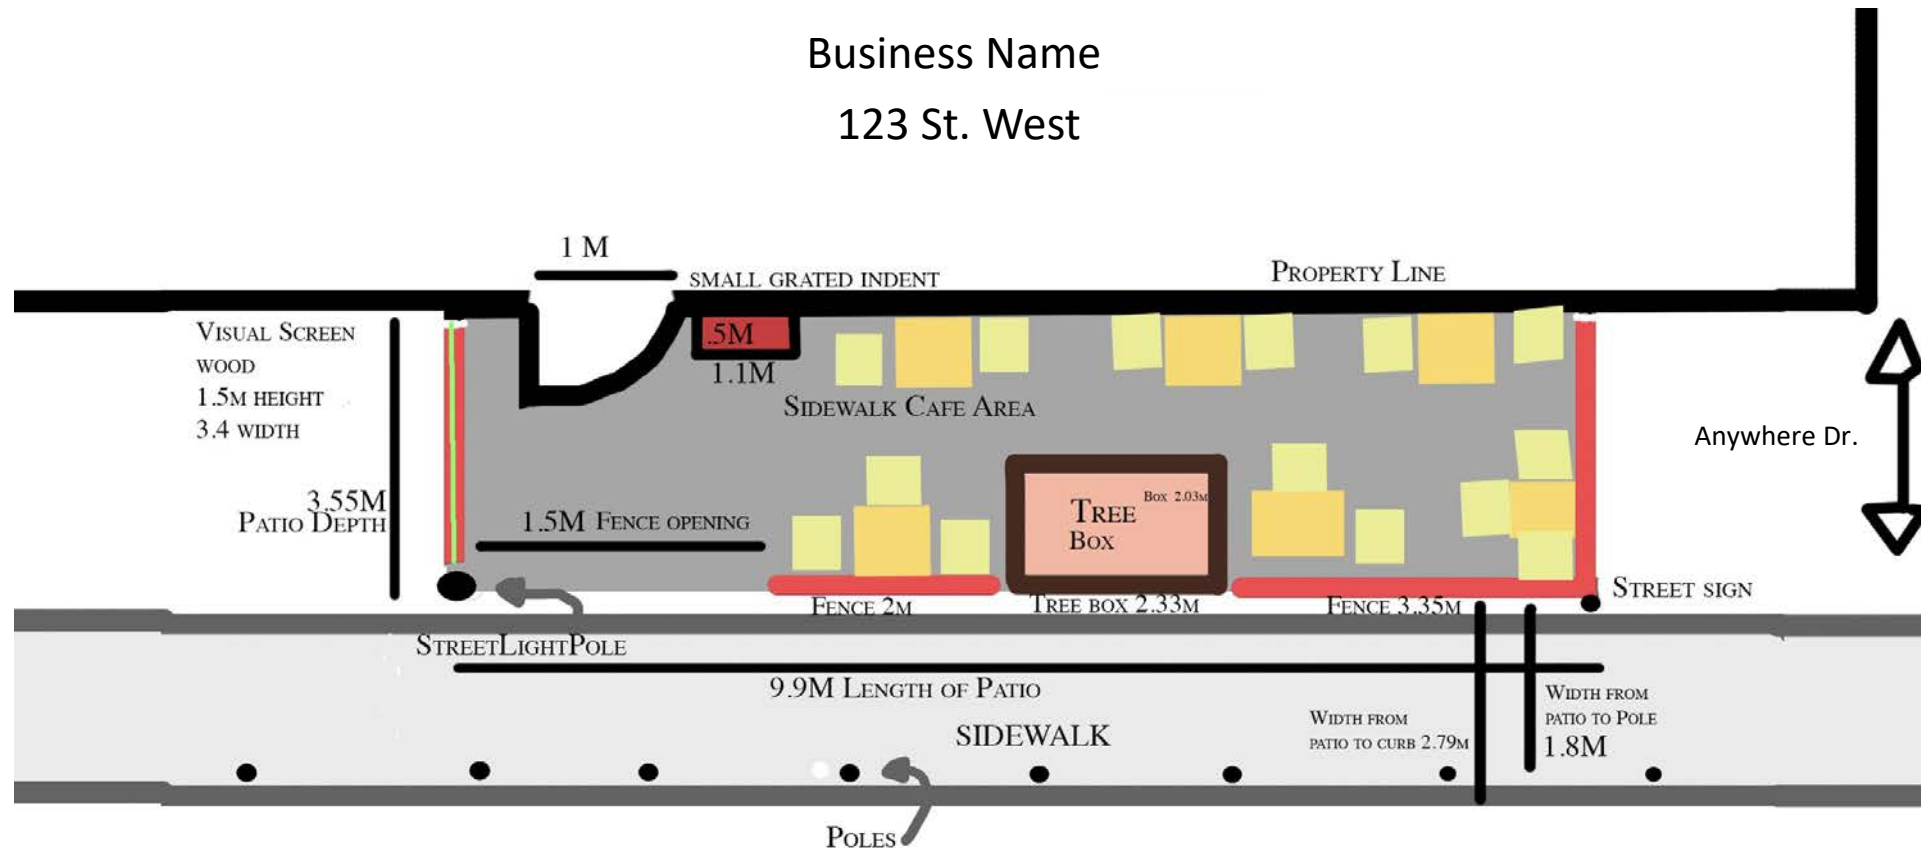 Business Name
123 St. West
1 M
SMALL GRATED INDENT
PROPERTY LINE
VISUAL SCREEN
WOOD
1.5M HEIGHT
3.4 WIDTH
.5M
1.1M
SIDEWALK CAFE AREA
Anywhere Dr.
3.55M
PATIO DEPTH
1.5M FENCE OPENING
BOX 2.03M
TREE
BOX
FENCE 2M
TREE BOX 2.33M
FENCE 3.35M
STREET SIGN
STREETLIGHTPOLE
9.9M LENGTH OF PATIO
SIDEWALK
WIDTH FROM
PATIO TO CURB 2.79M
WIDTH FROM
PATIO TO POLE
1.8M
POLES